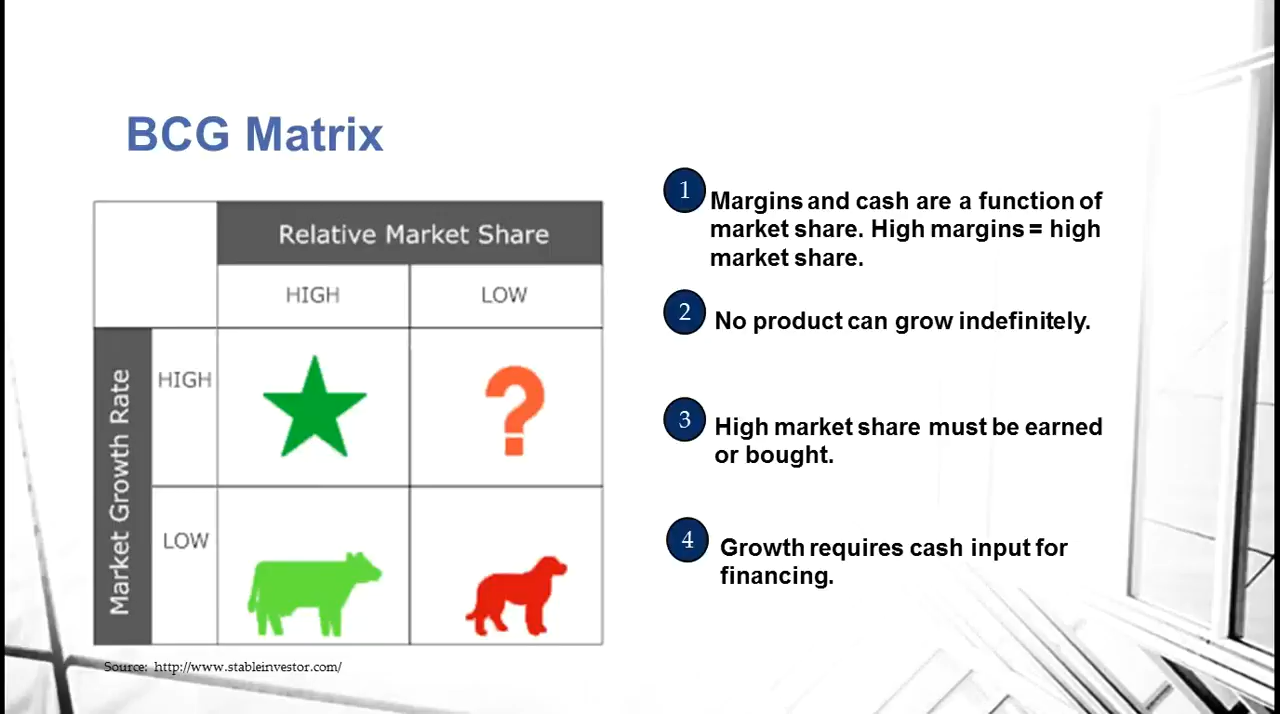 BCG Matrix
Relative Market Share
HIGH
LOW
Market Growth Rate
HIGH
?
LOW
Source: http://www.stableinvestor.com/
1
Margins and cash are a function of
market share. High margins = high
market share.
2
No product can grow indefinitely.
3
High market share must be earned
or bought.
4
Growth requires cash input for
financing.